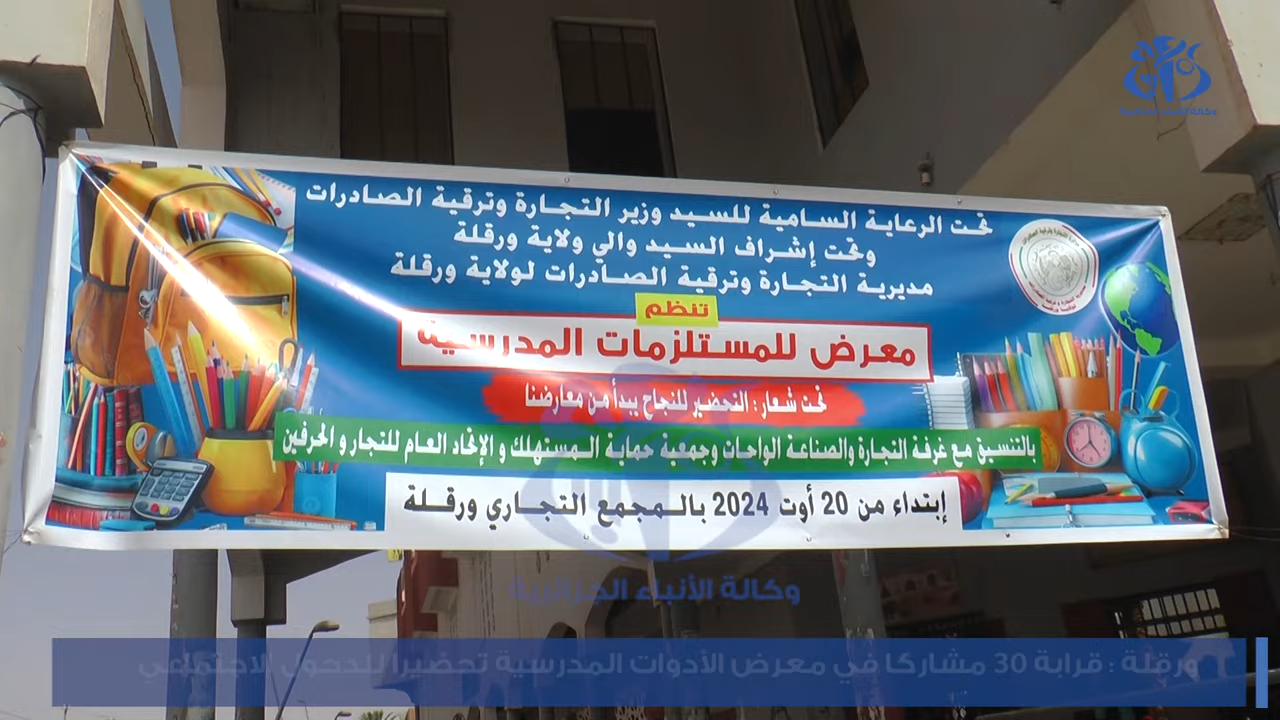 وكالة الأنباء الجزائرية
تحت الرعاية السامية للسيد وزير التجارة وترقية الصادرات
وتحت إشراف السيد والي ولاية ورقلة
مديرية التجارة وترقية الصادرات لولاية ورقلة
تنظم
معرض للمستلزمات المدرسية
تحت شعار : التحضير للنجاح يبدأ من معارضنا
بالتنسيق مع غرفة التجارة والصناعة الواحات وجمعية حماية المستهلك و الإتحاد العام للتجار و الحرفين
إبتداء من 20 أوت 2024 بالمجمع التجاري ورقلة
وكالة الأنباء الجزائرية
ورقلة : قرابة 30 مشاركا في معرض الأدوات المدرسية تحضيرا للدخول الاجتماعي